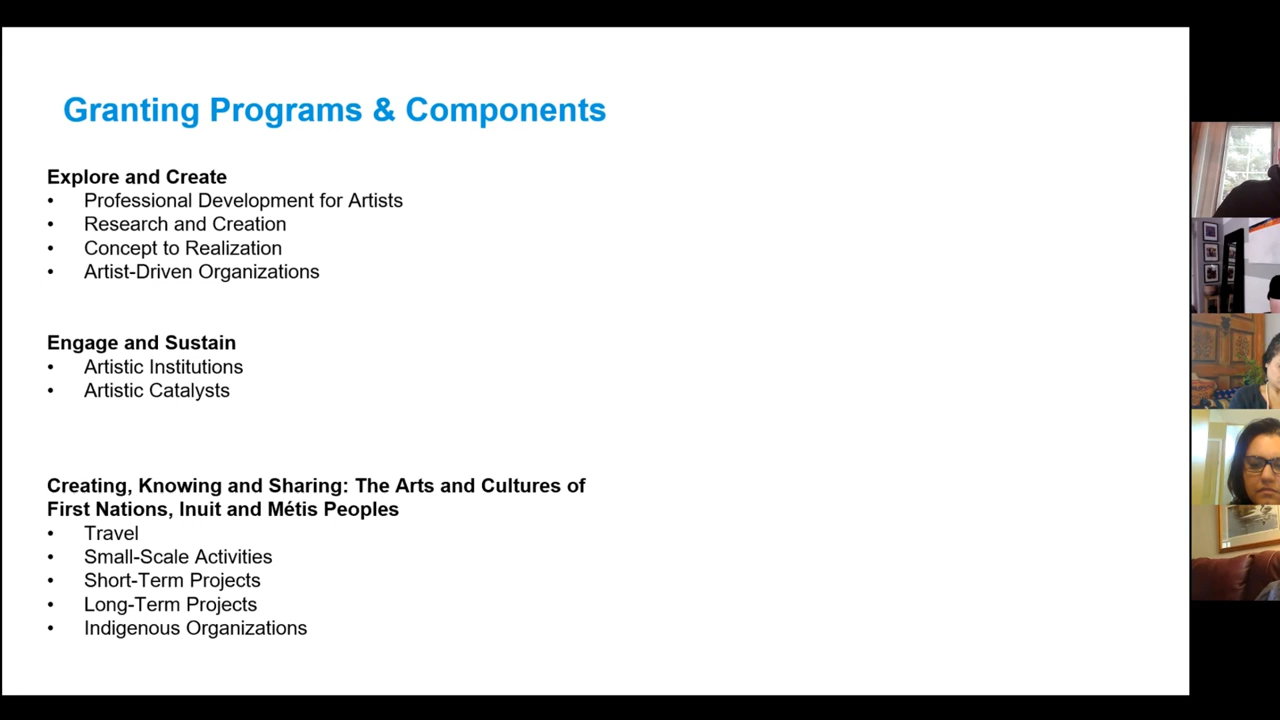 Granting Programs & Components
Explore and Create
• Professional Development for Artists
• Research and Creation
• Concept to Realization
• Artist-Driven Organizations
Engage and Sustain
• Artistic Institutions
• Artistic Catalysts
Creating, Knowing and Sharing: The Arts and Cultures of
First Nations, Inuit and Métis Peoples
• Travel
• Small-Scale Activities
• Short-Term Projects
• Long-Term Projects
• Indigenous Organizations